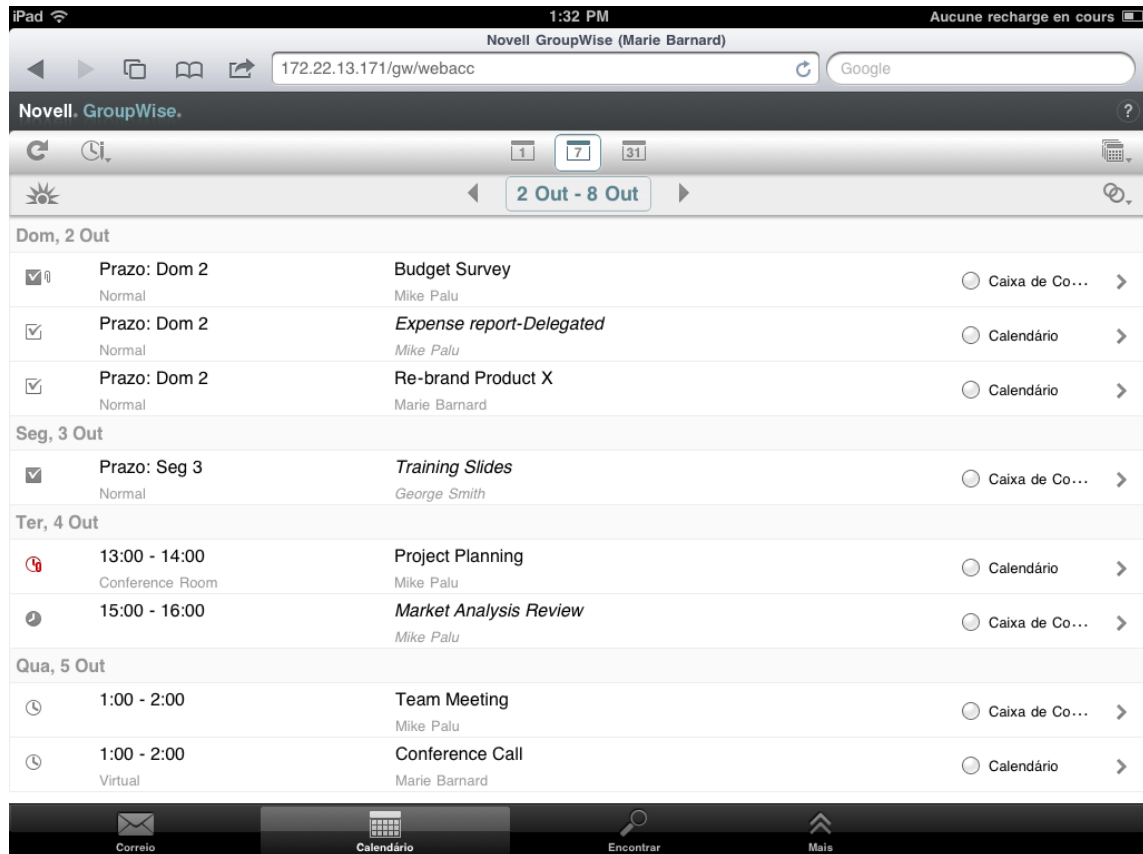 iPad 1:32 PM Aucune recharge en cours
Novell GroupWise (Marie Barnard)
172.22.13.171/gw/webacc Google
Novell. GroupWise. ?
1 7 31
2 Out - 8 Out
Dom, 2 Out
Prazo: Dom 2 Budget Survey
Normal Mike Palu Caixa de Co...
Prazo: Dom 2 Expense report-Delegated
Normal Mike Palu Calendário
Prazo: Dom 2 Re-brand Product X
Normal Marie Barnard Calendário
Seg, 3 Out
Prazo: Seg 3 Training Slides
Normal George Smith Caixa de Co...
Ter, 4 Out
13:00 - 14:00 Project Planning
Conference Room Mike Palu Calendário
15:00 - 16:00 Market Analysis Review
Mike Palu Caixa de Co...
Qua, 5 Out
1:00 - 2:00 Team Meeting
Mike Palu Caixa de Co...
1:00 - 2:00 Conference Call
Virtual Marie Barnard Calendário
Correio Calendário Encontrar Mais